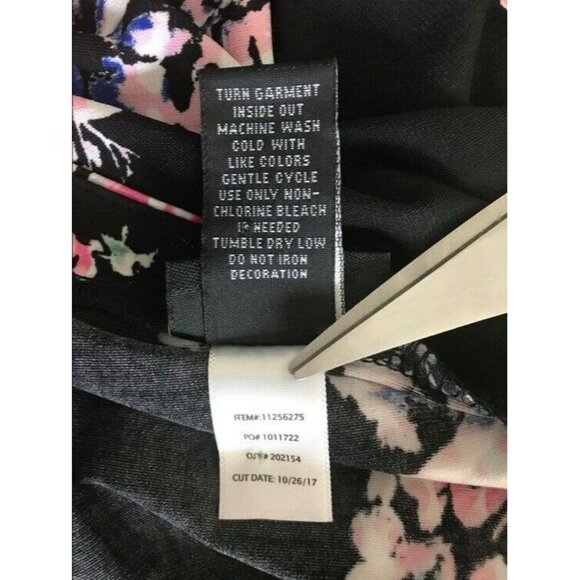 TURN GARMENT
INSIDE OUT
MACHINE WASH
COLD WITH
LIKE COLORS
GENTLE CYCLE
USE ONLY NON-
CHLORINE BLEACH
IF NEEDED
TUMBLE DRY LOW
DO NOT IRON
DECORATION
ITEM#:11256275
PO# 1011722
CUT# 202154
CUT DATE: 10/26/17